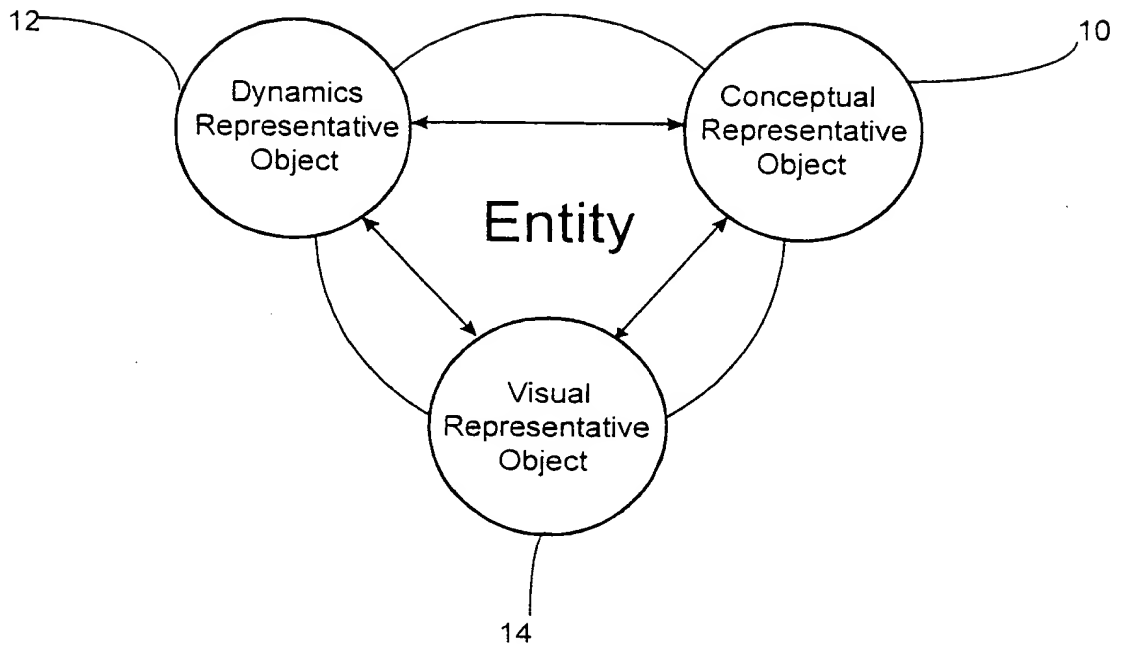 12
10
Dynamics
Representative
Object
Conceptual
Representative
Object
Entity
Visual
Representative
Object
14